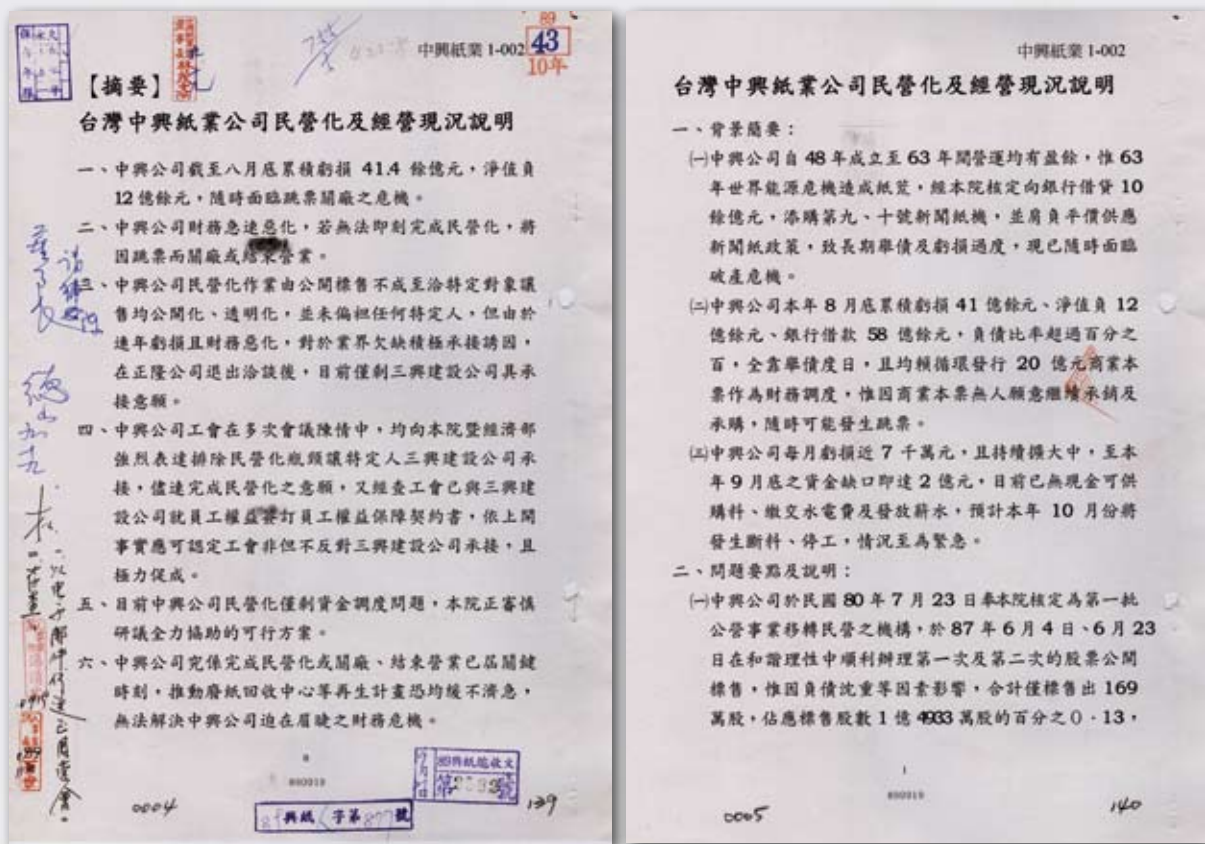 中興紙業 1-002
89
43
10年
【摘要】
台灣中興紙業公司民營化及經營現況說明
一、中興公司截至八月底累積虧損 41.4 餘億元，淨值負
12 億餘元，隨時面臨跳票關廠之危機。
二、中興公司財務急速惡化，若無法即刻完成民營化，將
因跳票而關廠或結束營業。
三、中興公司民營化作業由公開標售不成至洽特定對象讓
售均公開化、透明化，並未偏袒任何特定人，但由於
連年虧損且財務惡化，對於業界欠缺積極承接誘因，
在正隆公司退出洽談後，目前僅剩三興建設公司具承
接意願。
四、中興公司工會在多次會議陳情中，均向本院暨經濟部
強烈表達排除民營化瓶頸讓特定人三興建設公司承
接，儘速完成民營化之意願，又經查工會已與三興建
設公司就員工權益簽訂員工權益保障契約書，依上開
事實應可認定工會非但不反對三興建設公司承接，且
極力促成。
五、目前中興公司民營化僅剩資金調度問題，本院正審慎
研議全力協助的可行方案。
六、中興公司究係完成民營化或關廠、結束營業已屆關鍵
時刻，推動廢紙回收中心等再生計畫恐均緩不濟急，
無法解決中興公司迫在眉睫之財務危機。
890919
0004
興紙 字第 號
139
中興紙業 1-002
台灣中興紙業公司民營化及經營現況說明
一、背景簡要：
㈠中興公司自 48 年成立至 63 年間營運均有盈餘，惟 63
年世界能源危機造成紙荒，經本院核定向銀行借貸 10
餘億元，添購第九、十號新聞紙機，並肩負平價供應
新聞紙政策，致長期舉債及虧損過度，現已隨時面臨
破產危機。
㈡中興公司本年 8 月底累積虧損 41 億餘元、淨值負 12
億餘元、銀行借款 58 億餘元，負債比率超過百分之
百，全靠舉債度日，且均賴循環發行 20 億元商業本
票作為財務調度，惟因商業本票無人願意繼續承銷及
承購，隨時可能發生跳票。
㈢中興公司每月虧損近 7 千萬元，且持續擴大中，至本
年 9 月底之資金缺口即達 2 億元，目前已無現金可供
購料、繳交水電費及發放薪水，預計本年 10 月份將
發生斷料、停工，情況至為緊急。
二、問題要點及說明：
㈠中興公司於民國 80 年 7 月 23 日奉本院核定為第一批
公營事業移轉民營之機構，於 87 年 6 月 4 日、6 月 23
日在和諧理性中順利辦理第一次及第二次的股票公開
標售，惟因負債沈重等因素影響，合計僅標售出 169
萬股，佔應標售股數 1 億 4933 萬股的百分之 0．13，
1
890919
0005
140